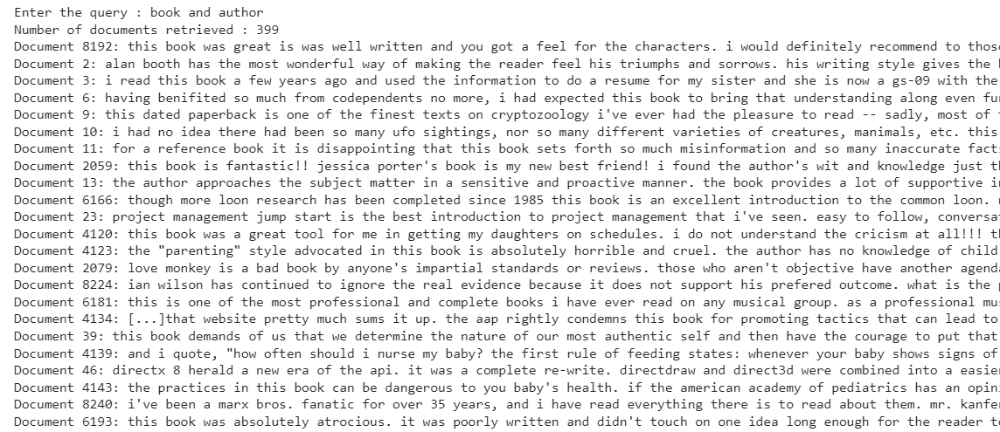 Enter the query : book and author
Number of documents retrieved : 399
Document 8192: this book was great is was well written and you got a feel for the characters. i would definitely recommend to those
Document 2: alan booth has the most wonderful way of making the reader feel his triumphs and sorrows. his writing style gives the
Document 3: i read this book a few years ago and used the information to do a resume for my sister and she is now a gs-09 with the
Document 6: having benifited so much from codependents no more, i had expected this book to bring that understanding along even
Document 9: this dated paperback is one of the finest texts on cryptozoology i've ever had the pleasure to read -- sadly, most of
Document 10: i had no idea there had been so many ufo sightings, nor so many different varieties of creatures, manimals, etc. this
Document 11: for a reference book it is disappointing that this book sets forth so much misinformation and so many inaccurate facts
Document 2059: this book is fantastic!! jessica porter's book is my new best friend! i found the author's wit and knowledge just
Document 13: the author approaches the subject matter in a sensitive and proactive manner. the book provides a lot of supportive
Document 6166: though more loon research has been completed since 1985 this book is an excellent introduction to the common loon.
Document 23: project management jump start is the best introduction to project management that i've seen. easy to follow,
Document 4120: this book was a great tool for me in getting my daughters on schedules. i do not understand the cricism at all!!!
Document 4123: the "parenting" style advocated in this book is absolutely horrible and cruel. the author has no knowledge of child
Document 2079: love monkey is a bad book by anyone's impartial standards or reviews. those who aren't objective have another
Document 8224: ian wilson has continued to ignore the real evidence because it does not support his prefered outcome. what is the
Document 6181: this is one of the most professional and complete books i have ever read on any musical group. as a professional
Document 4134: [...]that website pretty much sums it up. the aap rightly condemns this book for promoting tactics that can lead to
Document 39: this book demands of us that we determine the nature of our most authentic self and then have the courage to put that
Document 4139: and i quote, "how often should i nurse my baby? the first rule of feeding states: whenever your baby shows signs of
Document 46: directx 8 herald a new era of the api. it was a complete re-write. directdraw and direct3d were combined into a
Document 4143: the practices in this book can be dangerous to you baby's health. if the american academy of pediatrics has an
Document 8240: i've been a marx bros. fanatic for over 35 years, and i have read everything there is to read about them. mr.
Document 6193: this book was absolutely atrocious. it was poorly written and didn't touch on one idea long enough for the reader